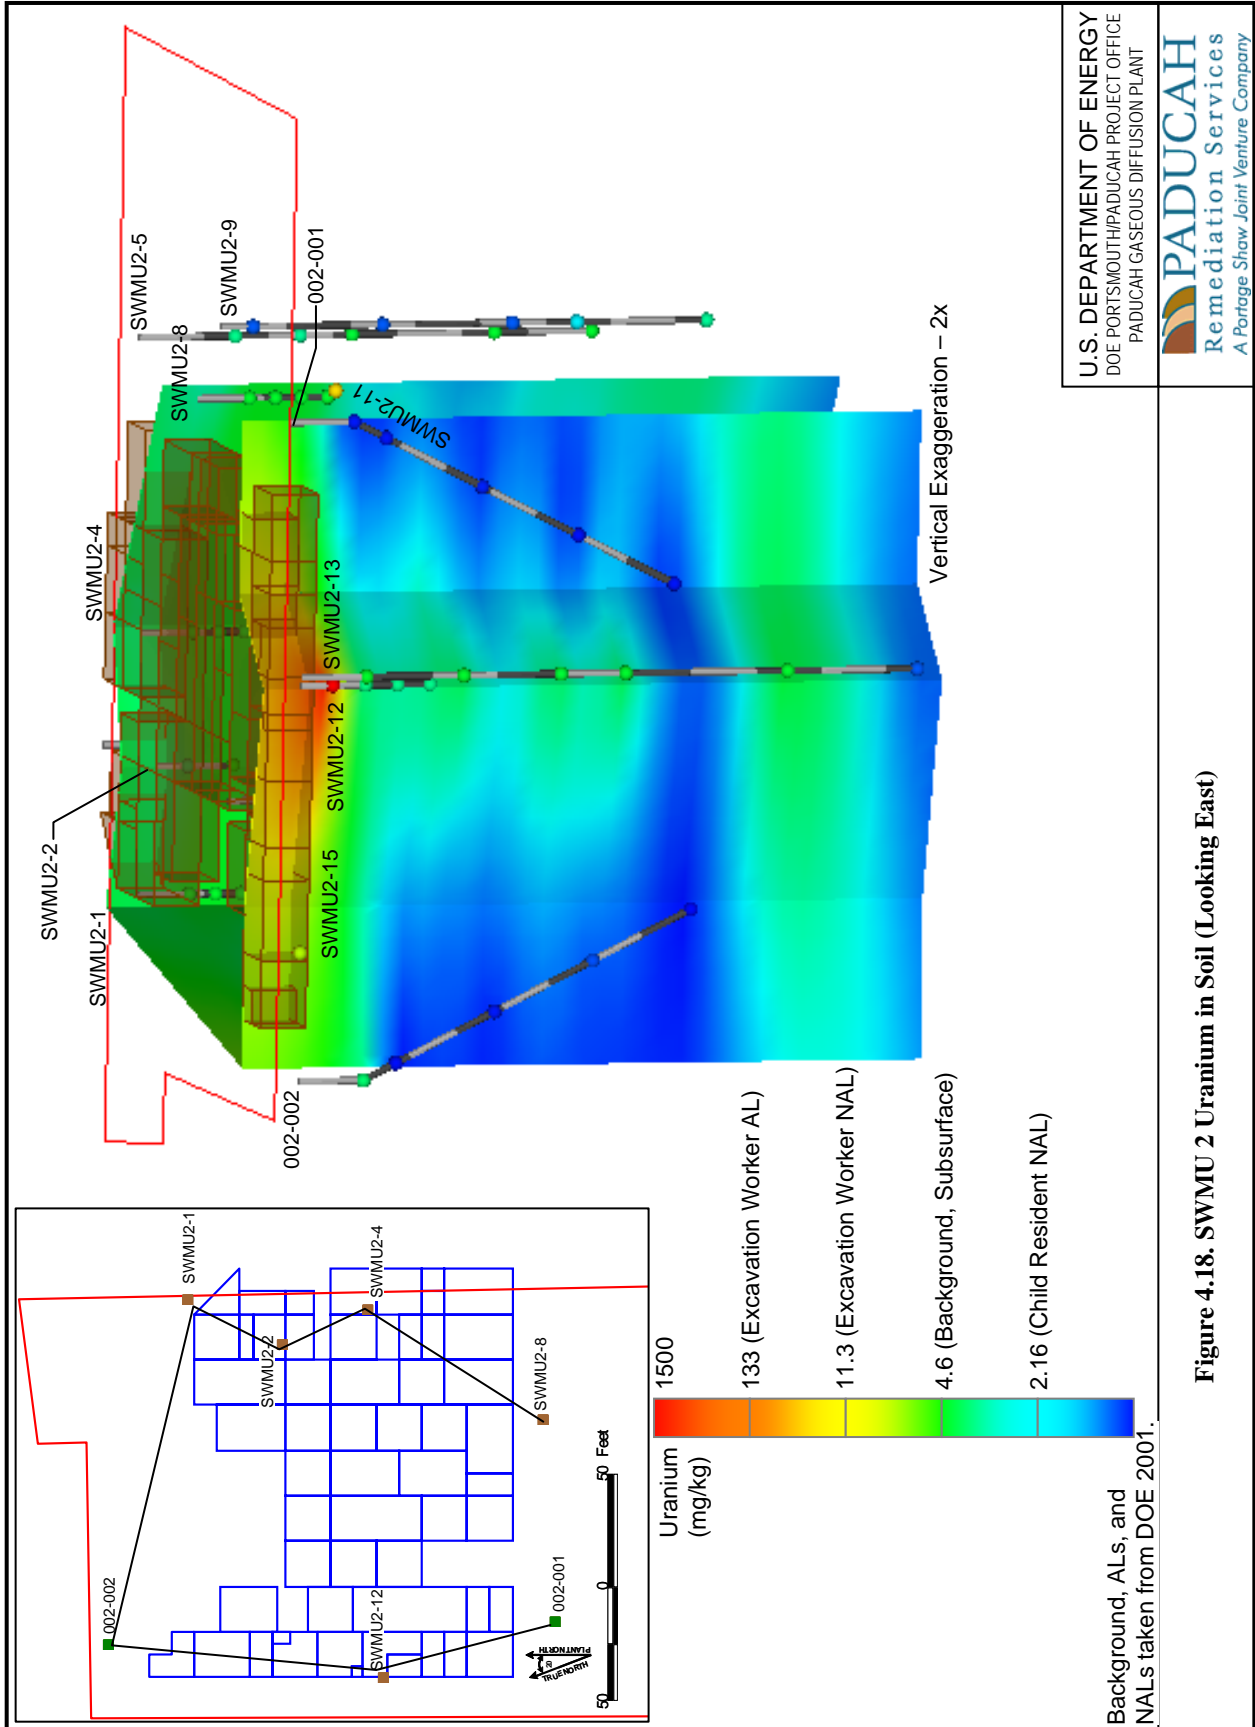 002-002
SWMU2-1
SWMU2-2
SWMU2-4
SWMU2-12
SWMU2-8
002-001
TRUE NORTH
PLANT NORTH
50
0
50 Feet
SWMU2-2
SWMU2-1
SWMU2-4
SWMU2-8
SWMU2-5
SWMU2-9
002-001
SWMU2-11
SWMU2-13
SWMU2-12
SWMU2-15
002-002
Uranium
(mg/kg)
1500
133 (Excavation Worker AL)
11.3 (Excavation Worker NAL)
4.6 (Background, Subsurface)
2.16 (Child Resident NAL)
Vertical Exaggeration – 2x
Background, ALs, and
NALs taken from DOE 2001.
U.S. DEPARTMENT OF ENERGY
DOE PORTSMOUTH/PADUCAH PROJECT OFFICE
PADUCAH GASEOUS DIFFUSION PLANT
PADUCAH
Remediation Services
A Portage Shaw Joint Venture Company
Figure 4.18. SWMU 2 Uranium in Soil (Looking East)